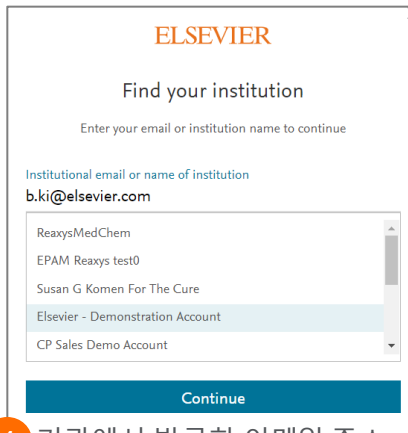 ELSEVIER
Find your institution
Enter your email or institution name to continue
Institutional email or name of institution
b.ki@elsevier.com
ReaxysMedChem
EPAM Reaxys test0
Susan G Komen For The Cure
Elsevier - Demonstration Account
CP Sales Demo Account
Continue